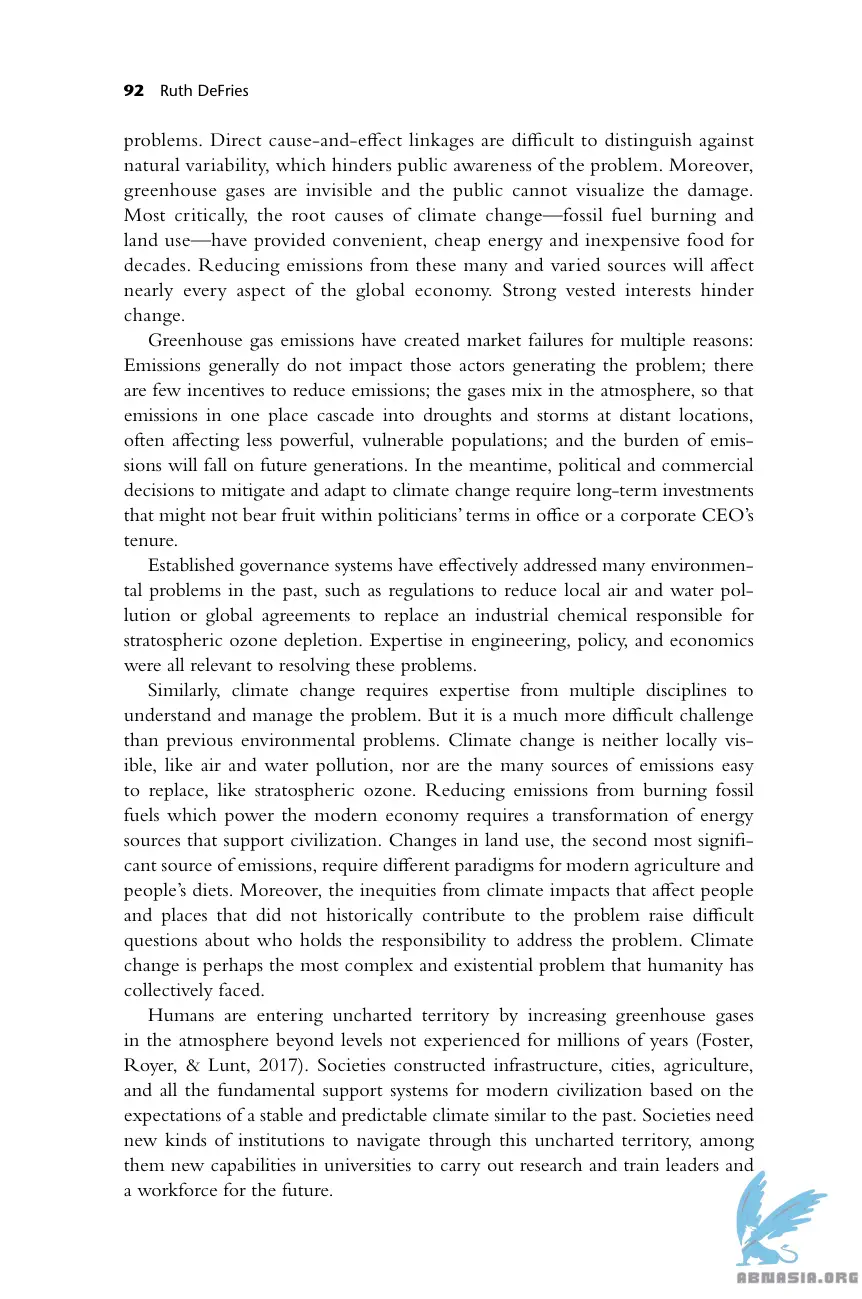 92 Ruth DeFries
problems. Direct cause-and-effect linkages are difficult to distinguish against
natural variability, which hinders public awareness of the problem. Moreover,
greenhouse gases are invisible and the public cannot visualize the damage.
Most critically, the root causes of climate change—fossil fuel burning and
land use—have provided convenient, cheap energy and inexpensive food for
decades. Reducing emissions from these many and varied sources will affect
nearly every aspect of the global economy. Strong vested interests hinder
change.
Greenhouse gas emissions have created market failures for multiple reasons:
Emissions generally do not impact those actors generating the problem; there
are few incentives to reduce emissions; the gases mix in the atmosphere, so that
emissions in one place cascade into droughts and storms at distant locations,
often affecting less powerful, vulnerable populations; and the burden of emis-
sions will fall on future generations. In the meantime, political and commercial
decisions to mitigate and adapt to climate change require long-term investments
that might not bear fruit within politicians' terms in office or a corporate CEO's
tenure.
Established governance systems have effectively addressed many environmen-
tal problems in the past, such as regulations to reduce local air and water pol-
lution or global agreements to replace an industrial chemical responsible for
stratospheric ozone depletion. Expertise in engineering, policy, and economics
were all relevant to resolving these problems.
Similarly, climate change requires expertise from multiple disciplines to
understand and manage the problem. But it is a much more difficult challenge
than previous environmental problems. Climate change is neither locally vis-
ible, like air and water pollution, nor are the many sources of emissions easy
to replace, like stratospheric ozone. Reducing emissions from burning fossil
fuels which power the modern economy requires a transformation of energy
sources that support civilization. Changes in land use, the second most signifi-
cant source of emissions, require different paradigms for modern agriculture and
people's diets. Moreover, the inequities from climate impacts that affect people
and places that did not historically contribute to the problem raise difficult
questions about who holds the responsibility to address the problem. Climate
change is perhaps the most complex and existential problem that humanity has
collectively faced.
Humans are entering uncharted territory by increasing greenhouse gases
in the atmosphere beyond levels not experienced for millions of years (Foster,
Royer, & Lunt, 2017). Societies constructed infrastructure, cities, agriculture,
and all the fundamental support systems for modern civilization based on the
expectations of a stable and predictable climate similar to the past. Societies need
new kinds of institutions to navigate through this uncharted territory, among
them new capabilities in universities to carry out research and train leaders and
a workforce for the future.
ABNASIA.ORG